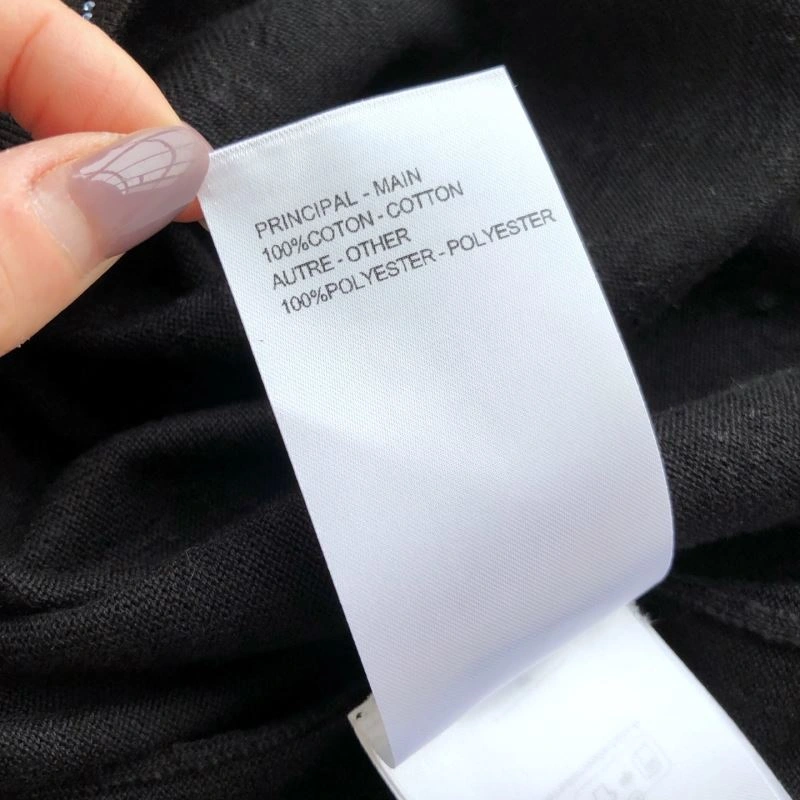 PRINCIPAL - MAIN
100%COTON - COTTON
AUTRE - OTHER
100%POLYESTER - POLYESTER